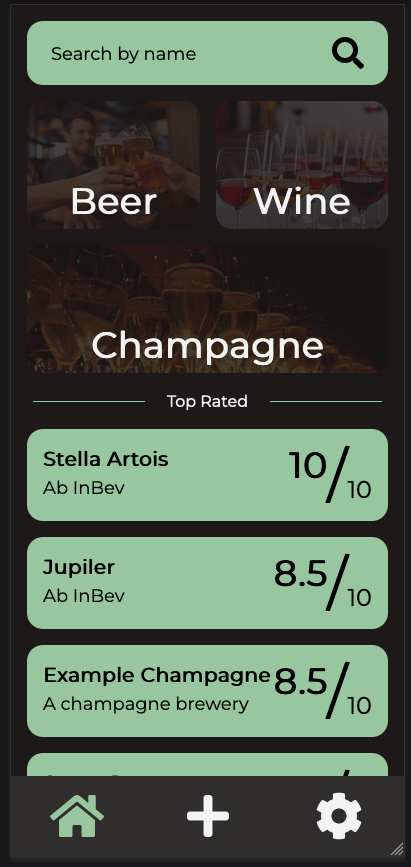 Search by name
Beer
Wine
Champagne
Top Rated
Stella Artois
Ab InBev
10/10
Jupiler
Ab InBev
8.5/10
Example Champagne
A champagne brewery
8.5/10